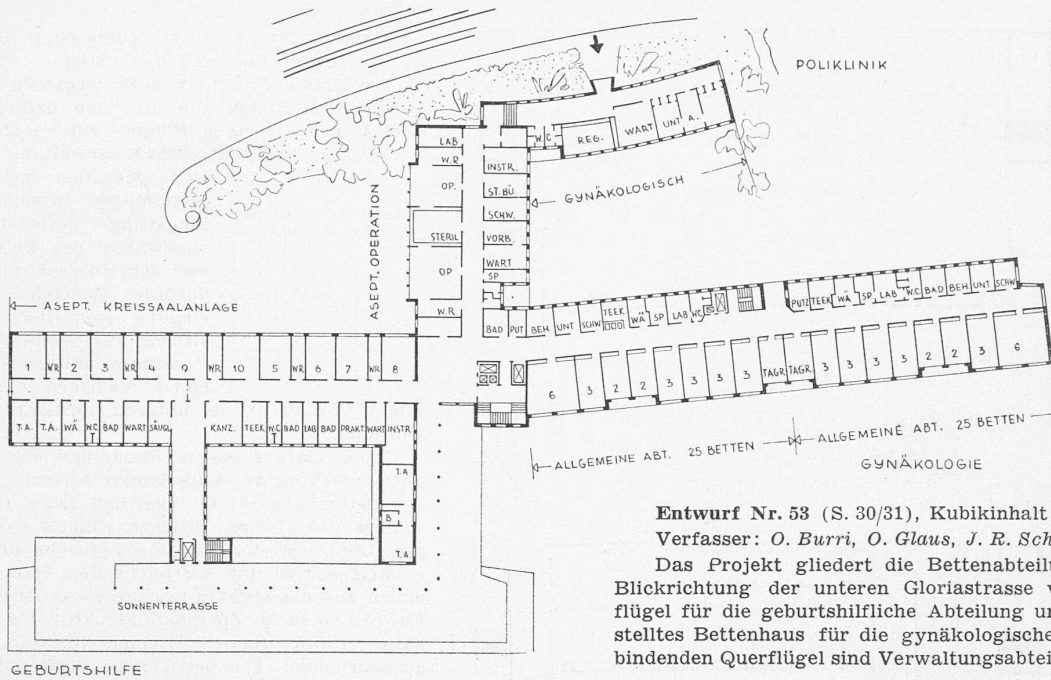 POLIKLINIK
LAB
W.R
OP.
STERIL
OP
W.R
INSTR.
ST.BÜ.
SCHW.
VORB.
WART
SP
W.C
REG.
WART
UNT
A.
GYNÄKOLOGISCH
ASEPT. OPERATION
ASEPT. KREISSAALANLAGE
1 WR 2 3 WR 4 9 WR 10 5 WR 6 7 WR 8
T.A. T.A. WÄ. W.C BAD WART SÄUGL KANZ. TEEK W.C BAD LAB BAD PRAKT WART INSTR.
T.A
B
T.A
BAD PUT BEH. UNT SCHW TEEK WÄ SP LAB WC PUTZ TEEK WÄ SP. LAB W.C BAD BEH. UNT SCHW
6 3 2 2 3 3 3 3 TAGR. TAGR. 3 3 3 3 2 2 3 6
ALLGEMEINE ABT. 25 BETTEN
ALLGEMEINE ABT. 25 BETTEN
GYNÄKOLOGIE
SONNENTERRASSE
GEBURTSHILFE
Entwurf Nr. 53 (S. 30/31), Kubikinhalt
Verfasser: O. Burri, O. Glaus, J. R. Sch
Das Projekt gliedert die Bettenabteilu
Blickrichtung der unteren Gloriastrasse
flügel für die geburtshilfliche Abteilung
stelltes Bettenhaus für die gynäkologische
bindenden Querflügel sind Verwaltungsabtei